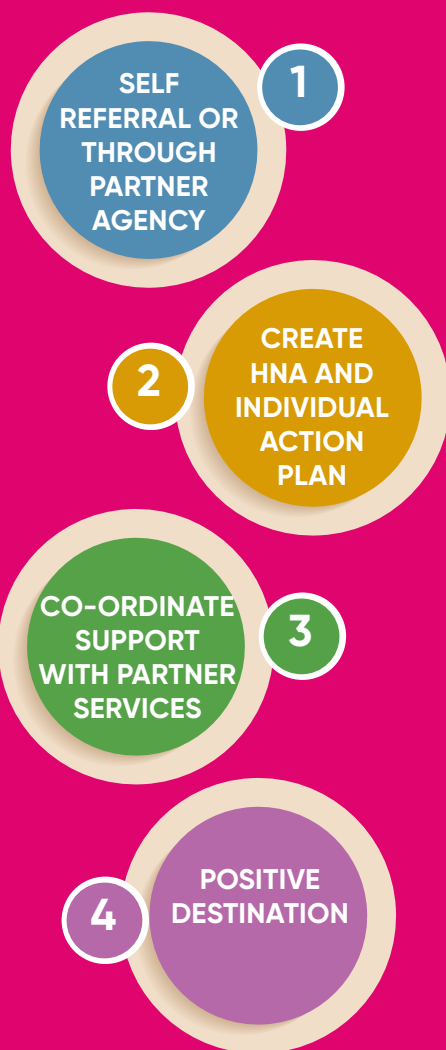 1
SELF
REFERRAL OR
THROUGH
PARTNER
AGENCY
2
CREATE
HNA AND
INDIVIDUAL
ACTION
PLAN
3
CO-ORDINATE
SUPPORT
WITH PARTNER
SERVICES
4
POSITIVE
DESTINATION